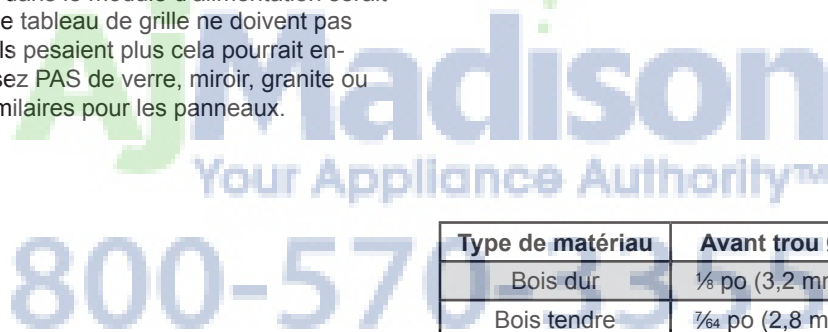 dans le module d'alimentation serait
e tableau de grille ne doivent pas
ls pesaient plus cela pourrait en-
sez PAS de verre, miroir, granite ou
milaires pour les panneaux.
AjMadison
Your Appliance Authority™
800-570-3355
Type de matériau Avant trou
Bois dur ⅛ po (3,2 mm
Bois tendre 7⁄64 po (2,8 m